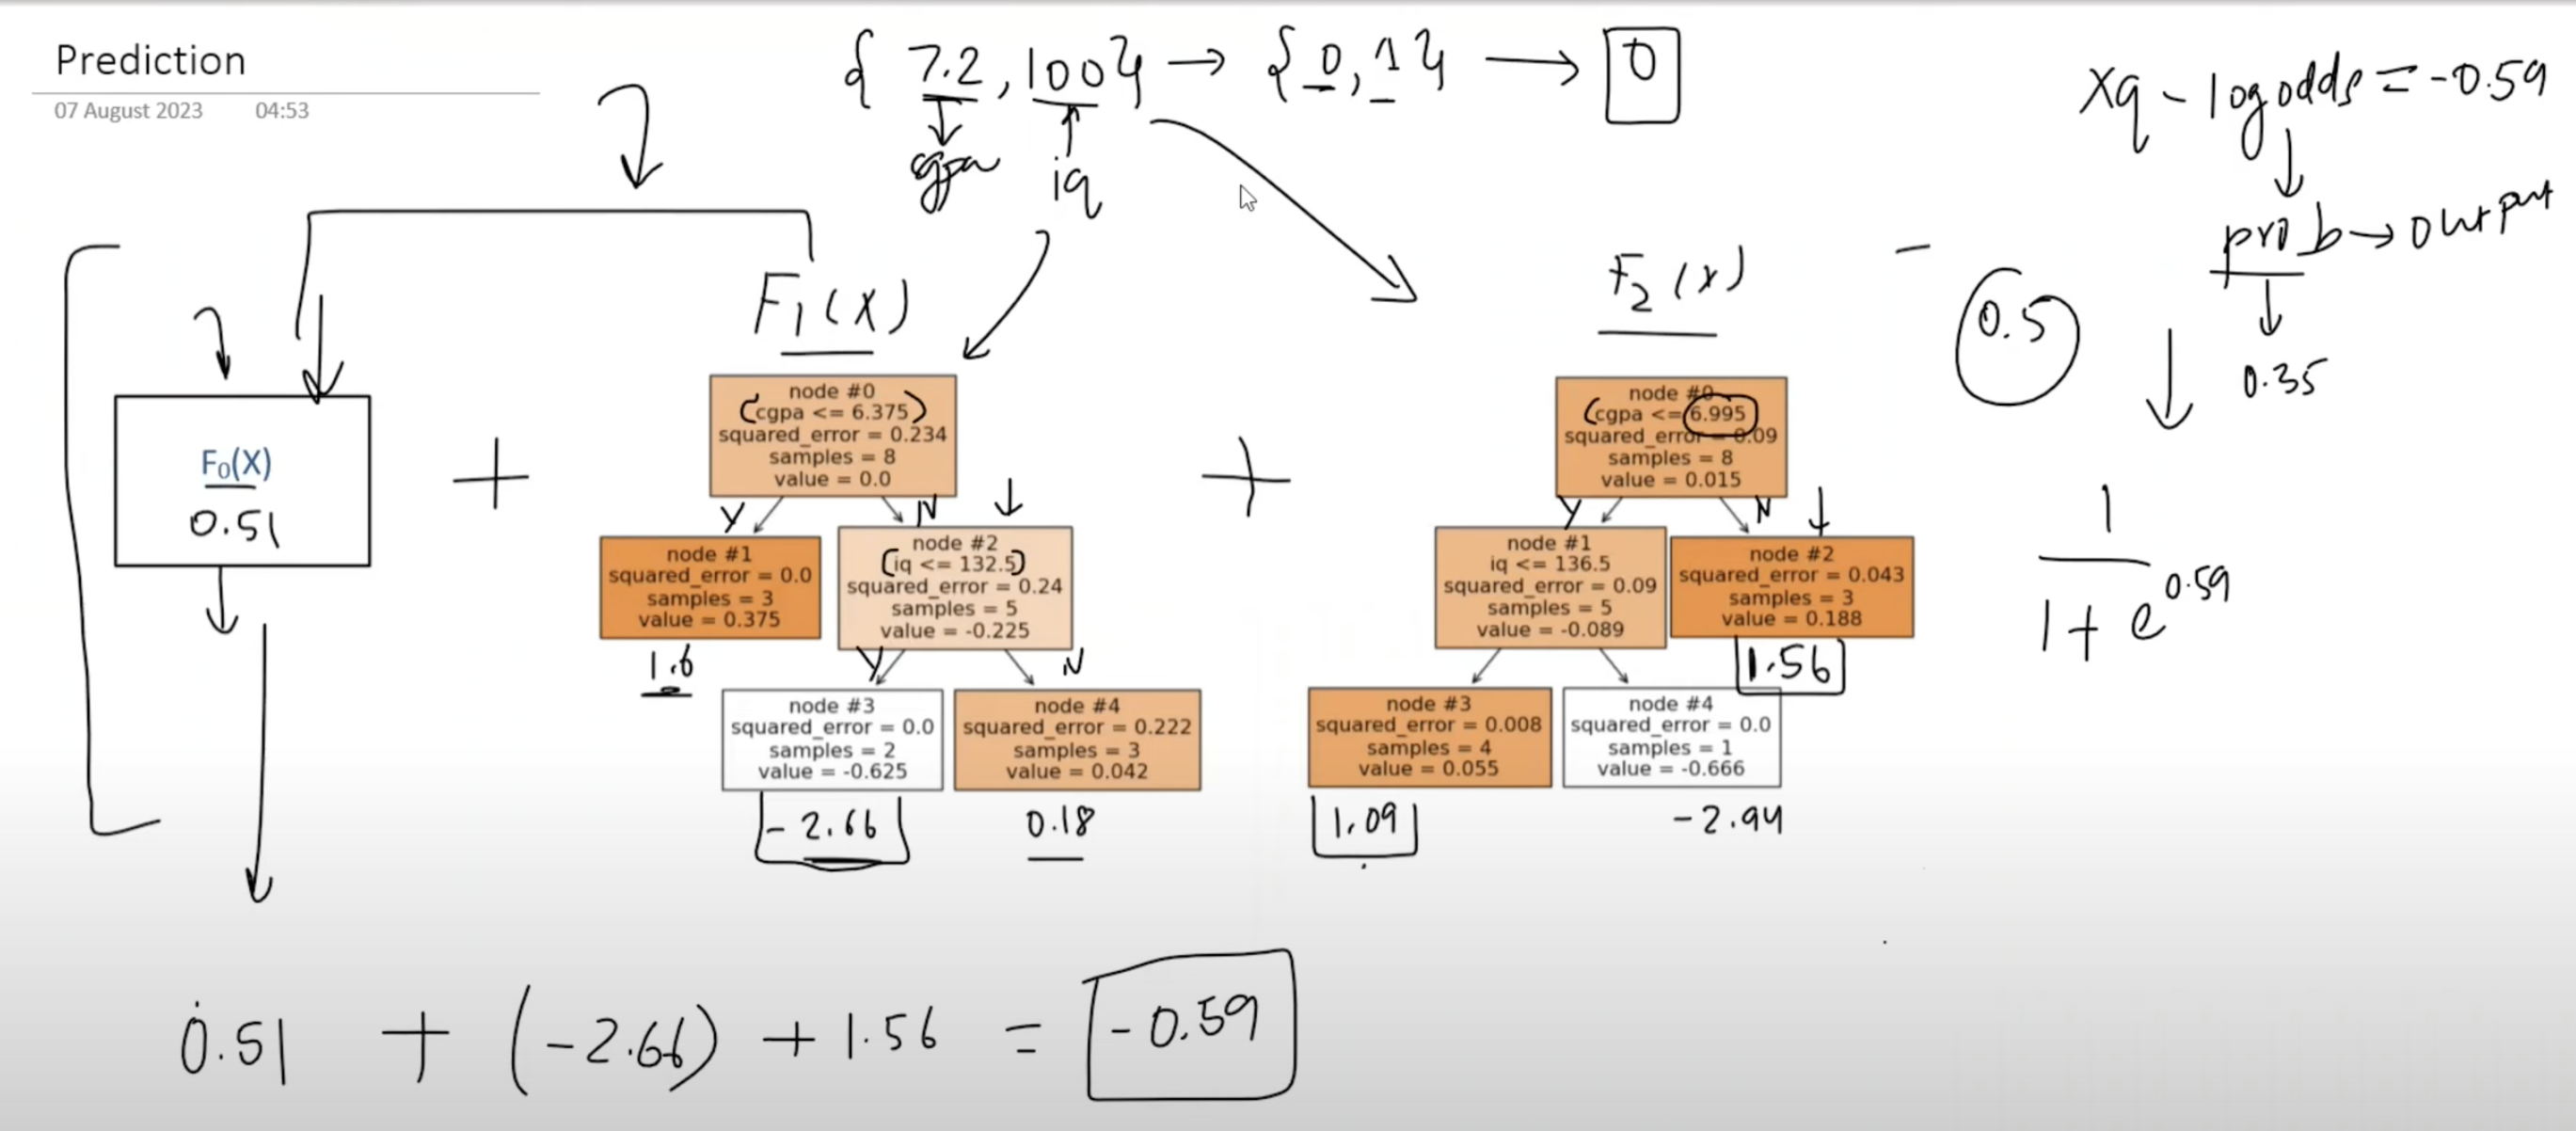 Prediction
07 August 2023 04:53
{ 7.2, 100} → {0, 1} → 0
cgpa iq
xq - log odds = -0.59
prob → output
0.35
0.5
1
1 + e^0.59
F₀(X)
0.51
+
F₁(x)
node #0
cgpa <= 6.375
squared_error = 0.234
samples = 8
value = 0.0
Y N
node #1
squared_error = 0.0
samples = 3
value = 0.375
1.6
node #2
iq <= 132.5
squared_error = 0.24
samples = 5
value = -0.225
Y N
node #3
squared_error = 0.0
samples = 2
value = -0.625
-2.66
node #4
squared_error = 0.222
samples = 3
value = 0.042
0.18
+
F₂(x)
node #0
cgpa <= 6.995
squared_error = 0.09
samples = 8
value = 0.015
Y N
node #1
iq <= 136.5
squared_error = 0.09
samples = 5
value = -0.089
node #2
squared_error = 0.043
samples = 3
value = 0.188
1.56
node #3
squared_error = 0.008
samples = 4
value = 0.055
1.09
node #4
squared_error = 0.0
samples = 1
value = -0.666
-2.94
0.51 + (-2.66) + 1.56 = -0.59